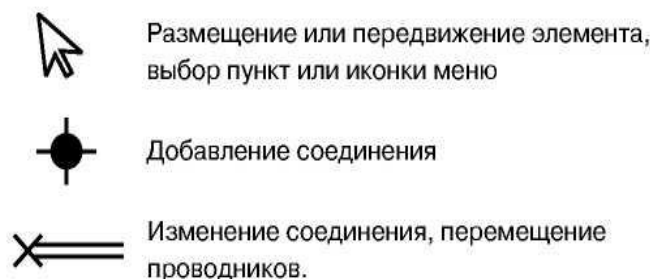 Размещение или передвижение элемента,
выбор пункт или иконки меню
Добавление соединения
Изменение соединения, перемещение
проводников.